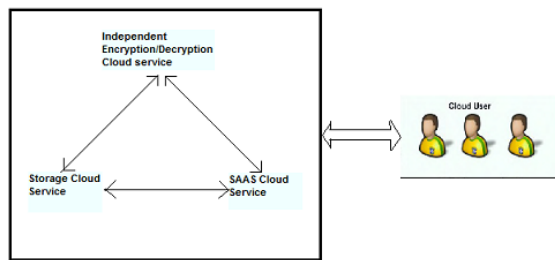 Independent
Encryption/Decryption
Cloud service
Cloud User
Storage Cloud
Service
SAAS Cloud
Service